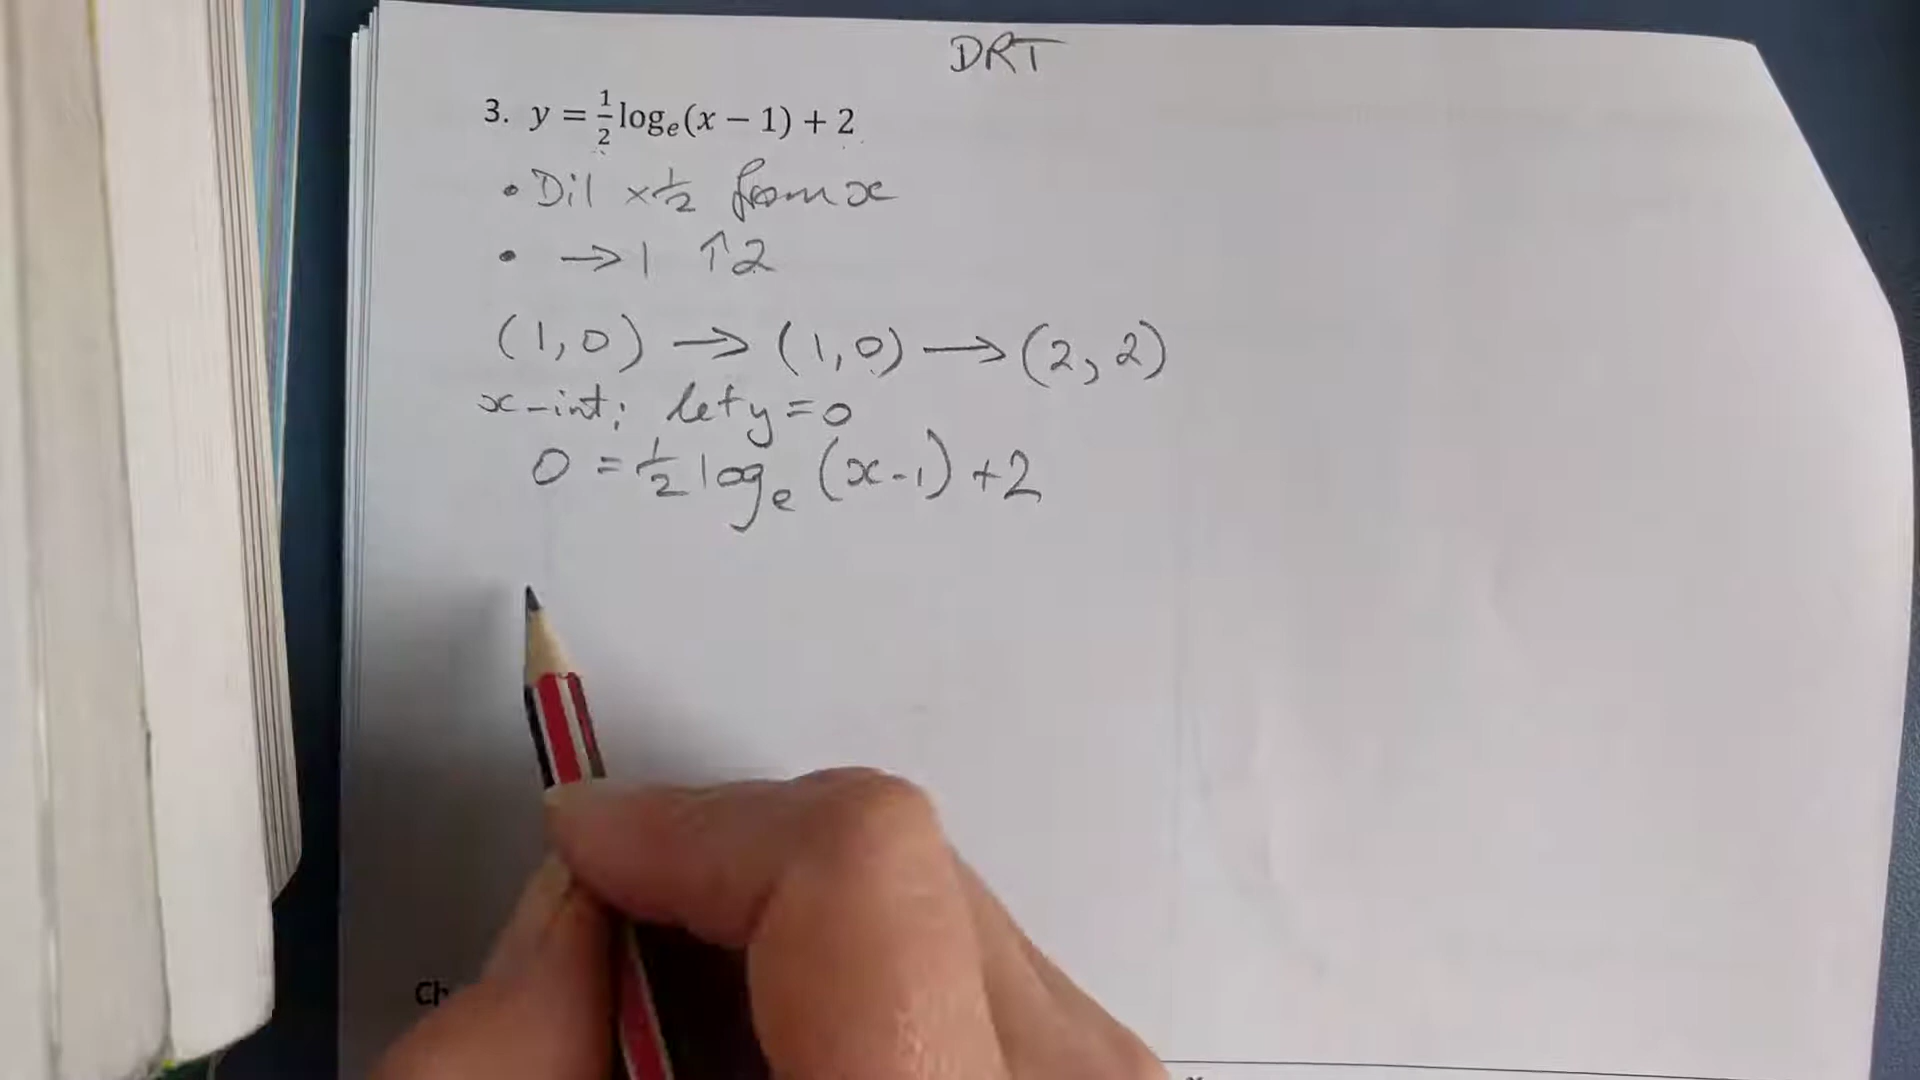 DRT
3. y = 1/2 logₑ(x − 1) + 2
• Dil × 1/2 from x
• → 1 ↑ 2
(1, 0) → (1, 0) → (2, 2)
x-int: let y = 0
0 = 1/2 logₑ (x - 1) + 2